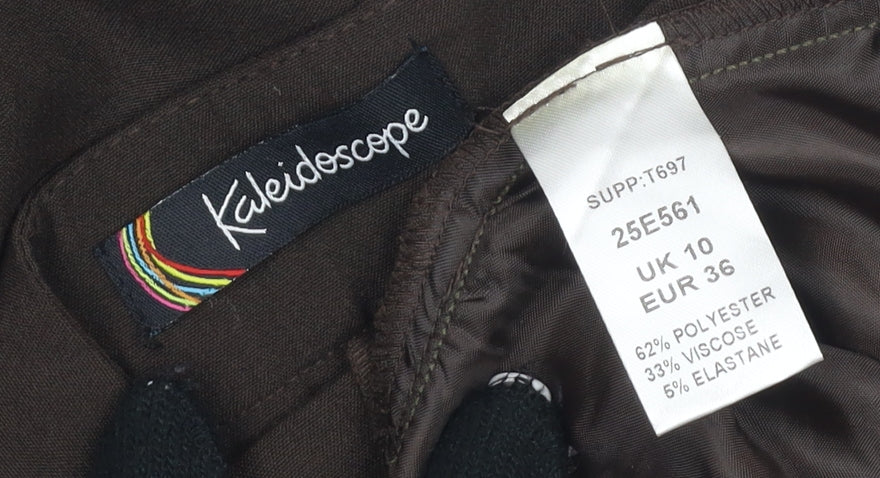 Kaleidoscope
SUPP:T697
25E561
UK 10
EUR 36
62% POLYESTER
33% VISCOSE
5% ELASTANE